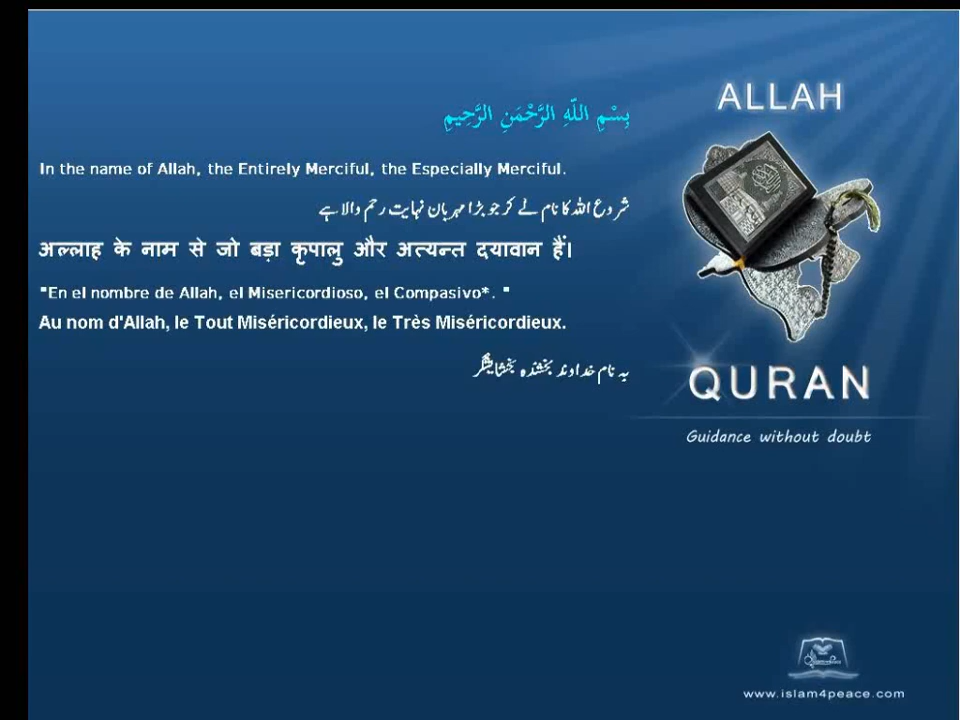 بِسْمِ اللَّهِ الرَّحْمَنِ الرَّحِيمِ
In the name of Allah, the Entirely Merciful, the Especially Merciful.
شروع اللہ کا نام لے کر جو بڑا مہربان نہایت رحم والا ہے
अल्लाह के नाम से जो बड़ा कृपालु और अत्यन्त दयावान हैं।
"En el nombre de Allah, el Misericordioso, el Compasivo*. "
Au nom d'Allah, le Tout Miséricordieux, le Très Miséricordieux.
به نام خداوند بخشنده بخشایشگر
ALLAH
QURAN
Guidance without doubt
www.islam4peace.com